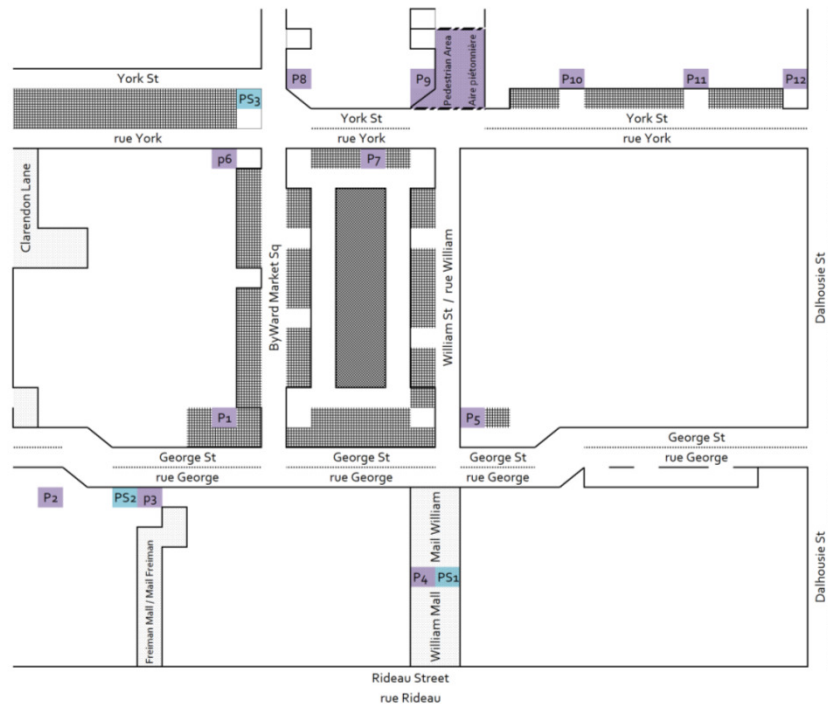 York St
PS3
rue York
P8
P9
Pedestrian Area
Aire piétonnière
P10
P11
P12
York St
rue York
York St
rue York
p6
P7
Clarendon Lane
ByWard Market Sq
William St / rue William
Dalhousie St
P1
P5
George St
rue George
George St
rue George
George St
rue George
George St
rue George
P2
PS2
p3
Freiman Mall / Mail Freiman
Mail William
P4
PS1
William Mall
Dalhousie St
Rideau Street
rue Rideau